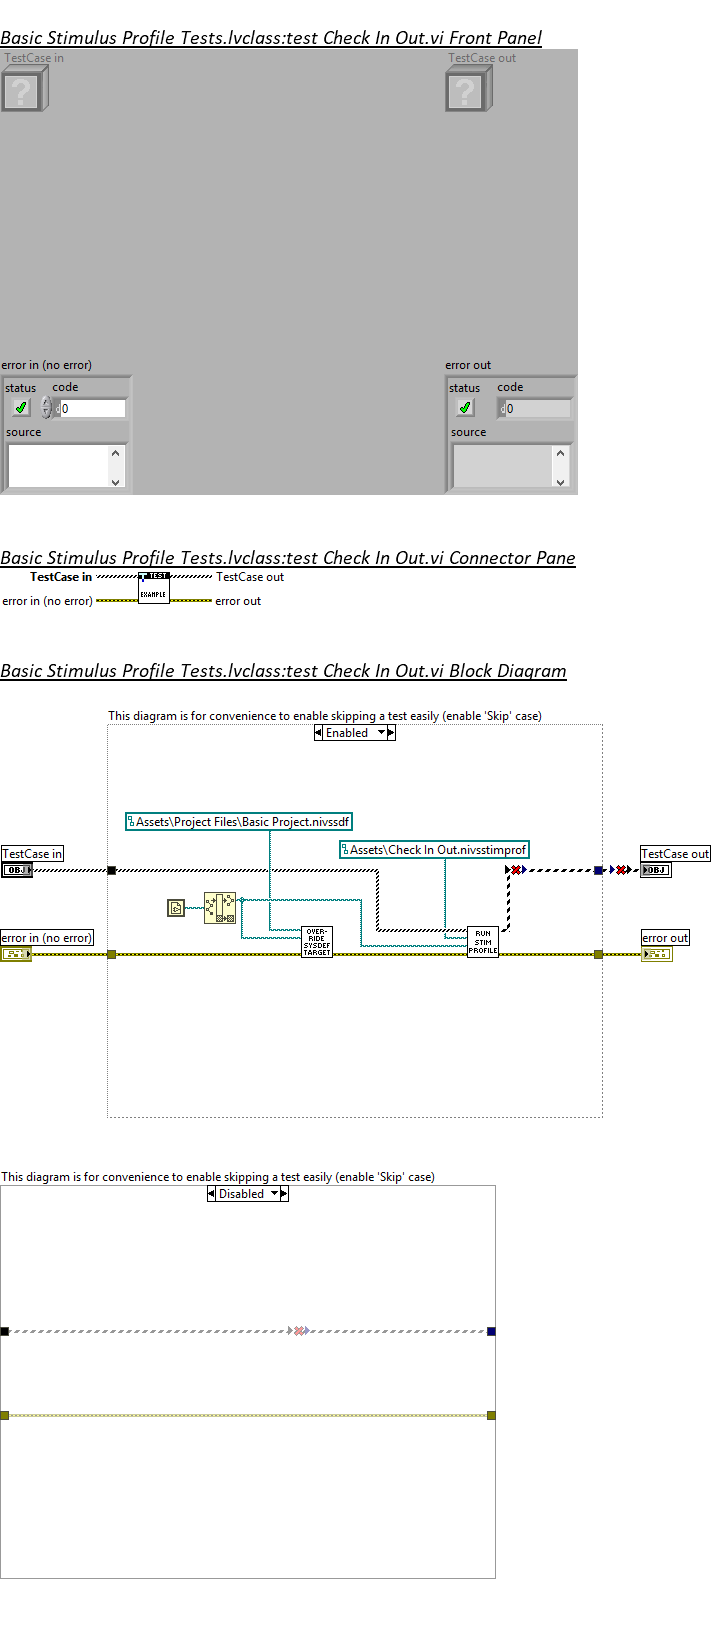 Basic Stimulus Profile Tests.lvclass:test Check In Out.vi Front Panel
TestCase in
TestCase out
?
?
error in (no error)
error out
status
code
status
code
d0
d0
source
source
Basic Stimulus Profile Tests.lvclass:test Check In Out.vi Connector Pane
TestCase in
TestCase out
TEST
EXAMPLE
error in (no error)
error out
Basic Stimulus Profile Tests.lvclass:test Check In Out.vi Block Diagram
This diagram is for convenience to enable skipping a test easily (enable 'Skip' case)
Enabled
Assets\Project Files\Basic Project.nivssdf
Assets\Check In Out.nivsstimprof
TestCase in
TestCase out
OBJ
OBJ
error in (no error)
error out
OVER-
RIDE
SYSDEF
TARGET
RUN
STIM
PROFILE
This diagram is for convenience to enable skipping a test easily (enable 'Skip' case)
Disabled